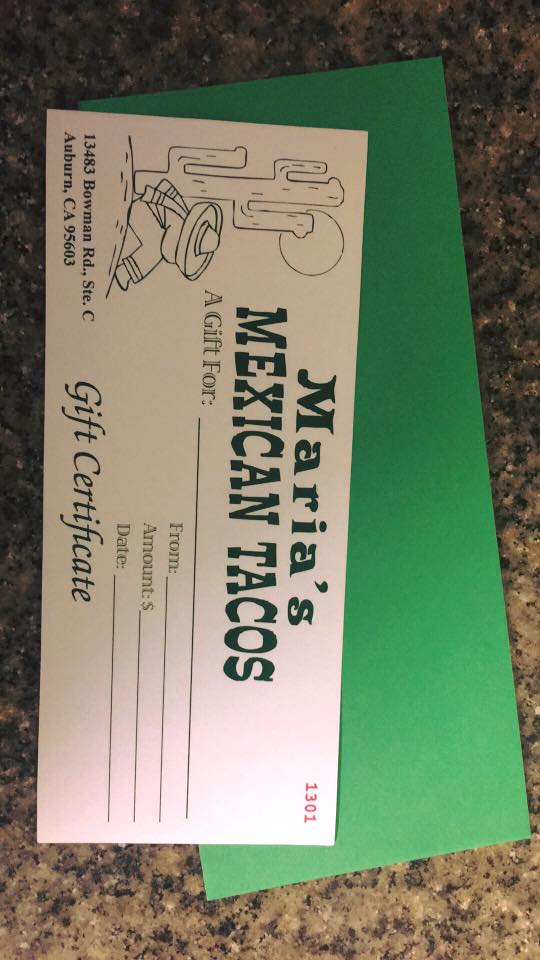 Maria's
MEXICAN TACOS
1301
A Gift For:
From:
Amount: $
Date:
13483 Bowman Rd., Ste. C
Auburn, CA 95603
Gift Certificate